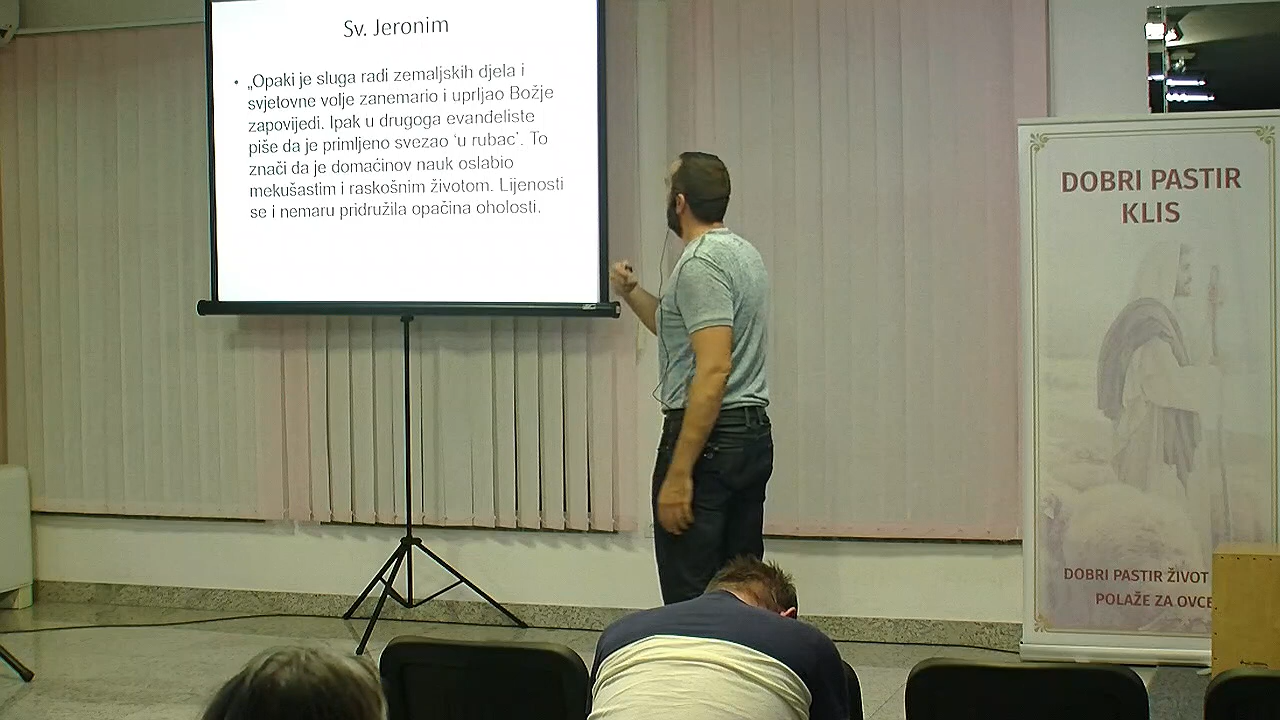 Sv. Jeronim
• „Opaki je sluga radi zemaljskih djela i
svjetovne volje zanemario i uprljao Božje
zapovijedi. Ipak u drugoga evandeliste
piše da je primljeno svezao ‘u rubac’. To
znači da je domaćinov nauk oslabio
mekušastim i raskošnim životom. Lijenosti
se i nemaru pridružila opačina oholosti.
DOBRI PASTIR
KLIS
DOBRI PASTIR ŽIVOT
POLAŽE ZA OVCE